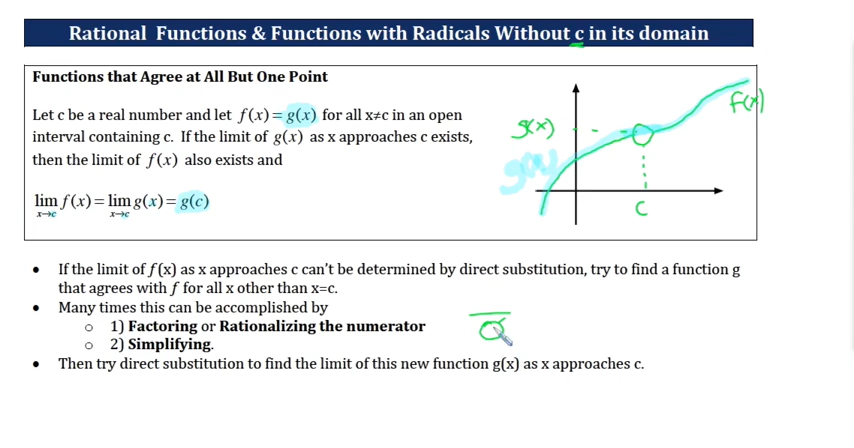 Rational Functions & Functions with Radicals Without c in its domain
Functions that Agree at All But One Point
Let c be a real number and let f(x) = g(x) for all x≠c in an open
interval containing c. If the limit of g(x) as x approaches c exists,
then the limit of f(x) also exists and
lim f(x) = lim g(x) = g(c)
x→c x→c
g(x)
g(x)
f(x)
c
• If the limit of f(x) as x approaches c can't be determined by direct substitution, try to find a function g
that agrees with f for all x other than x=c.
• Many times this can be accomplished by
o 1) Factoring or Rationalizing the numerator
o 2) Simplifying.
• Then try direct substitution to find the limit of this new function g(x) as x approaches c.